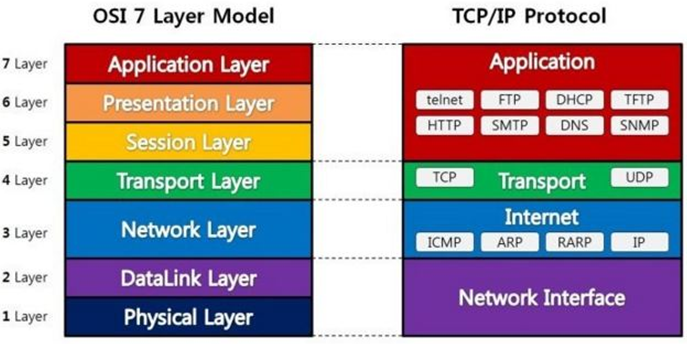 OSI 7 Layer Model
TCP/IP Protocol
7 Layer
Application Layer
Application
6 Layer
Presentation Layer
telnet FTP DHCP TFTP
HTTP SMTP DNS SNMP
5 Layer
Session Layer
4 Layer
Transport Layer
TCP Transport UDP
3 Layer
Network Layer
Internet
ICMP ARP RARP IP
2 Layer
DataLink Layer
Network Interface
1 Layer
Physical Layer